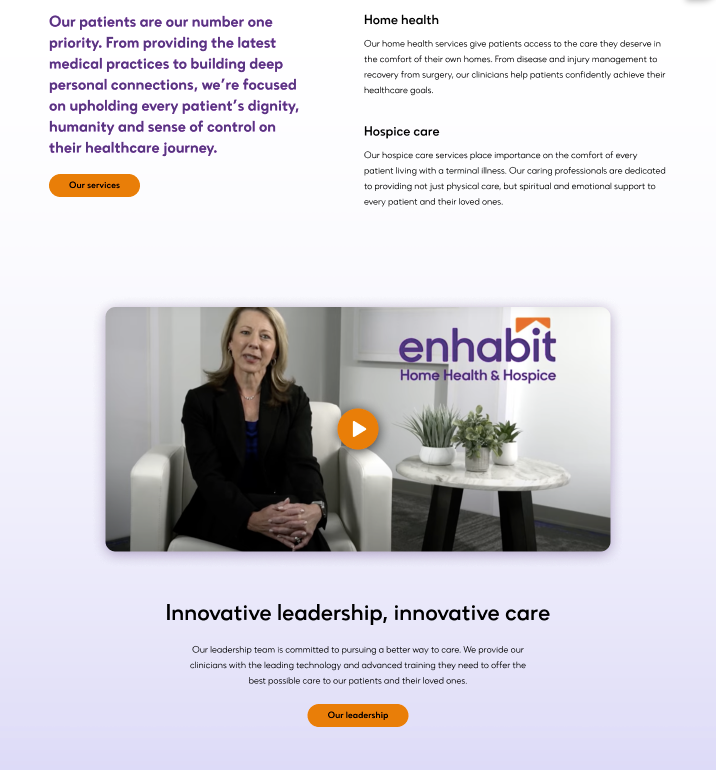 Our patients are our number one
priority. From providing the latest
medical practices to building deep
personal connections, we're focused
on upholding every patient's dignity,
humanity and sense of control on
their healthcare journey.
Our services
Home health
Our home health services give patients access to the care they deserve in
the comfort of their own homes. From disease and injury management to
recovery from surgery, our clinicians help patients confidently achieve their
healthcare goals.
Hospice care
Our hospice care services place importance on the comfort of every
patient living with a terminal illness. Our caring professionals are dedicated
to providing not just physical care, but spiritual and emotional support to
every patient and their loved ones.
enhabit
Home Health & Hospice
Innovative leadership, innovative care
Our leadership team is committed to pursuing a better way to care. We provide our
clinicians with the leading technology and advanced training they need to offer the
best possible care to our patients and their loved ones.
Our leadership